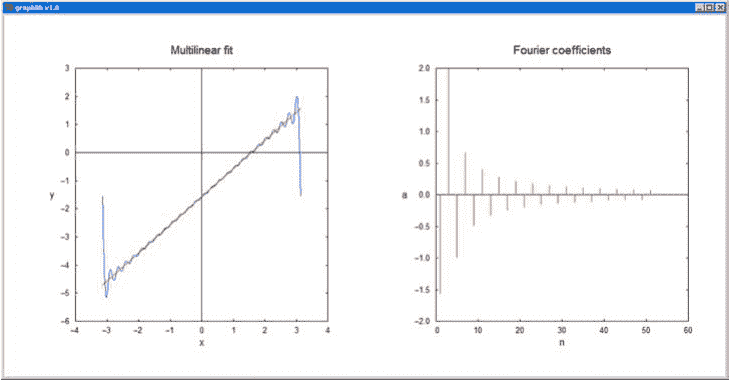 graphlib v1.0
Multilinear fit
3
2
1
0
−1
−2
−3
−4
−5
−6
y
−4 −3 −2 −1 0 1 2 3 4
x
Fourier coefficients
2.0
1.5
1.0
0.5
0.0
−0.5
−1.0
−1.5
−2.0
a
0 10 20 30 40 50 60
n